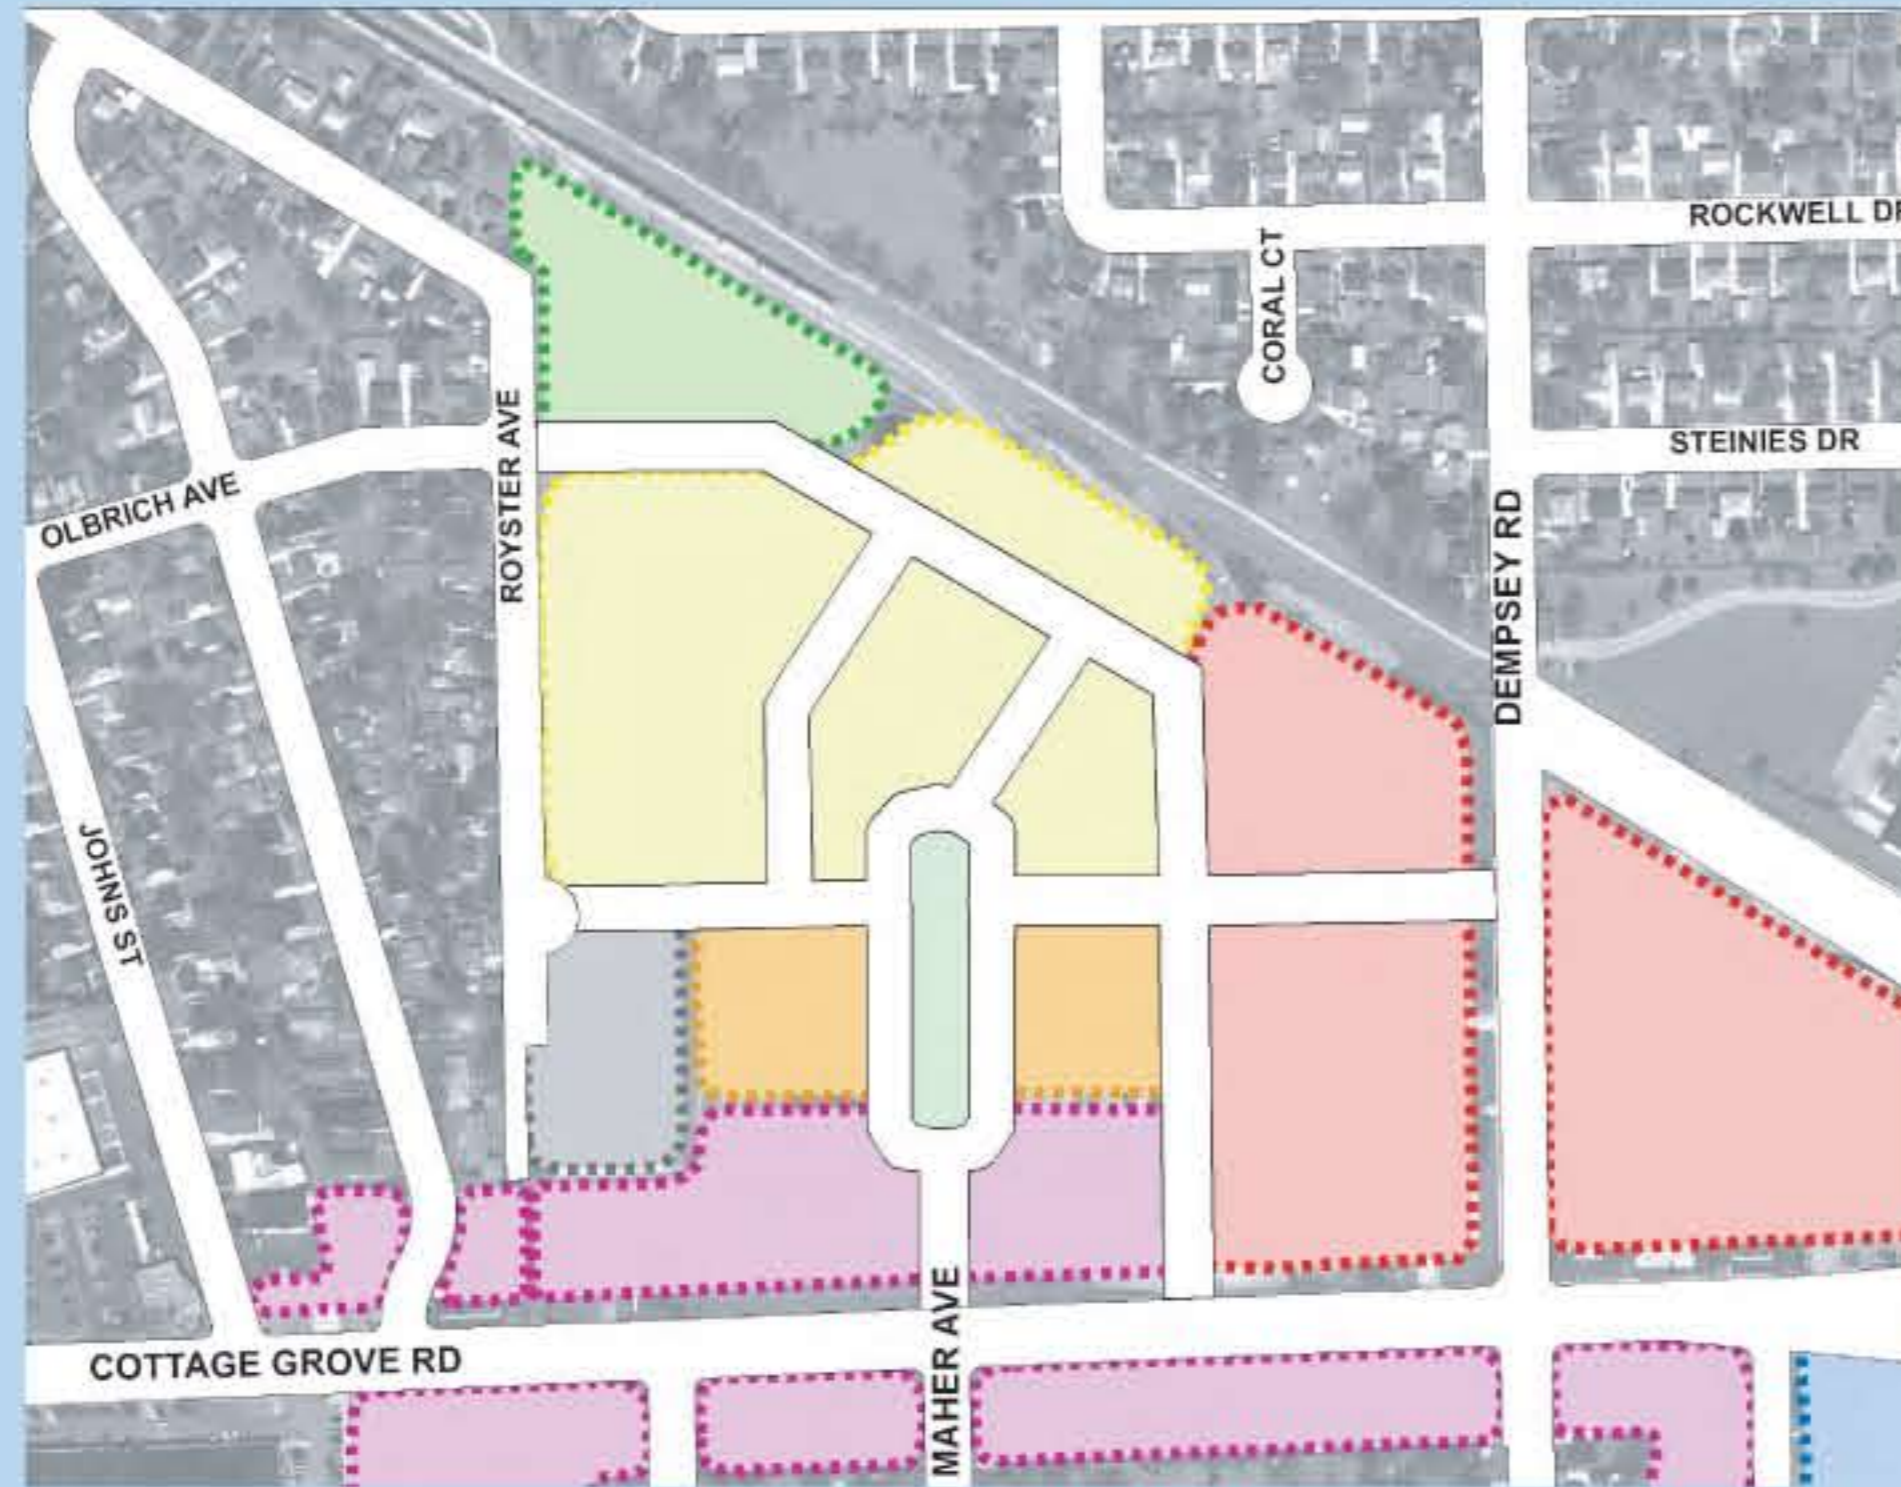 ROCKWELL DR
CORAL CT
STEINIES DR
ROYSTER AVE
OLBRICH AVE
DEMPSEY RD
JOHNS ST
COTTAGE GROVE RD
MAHER AVE